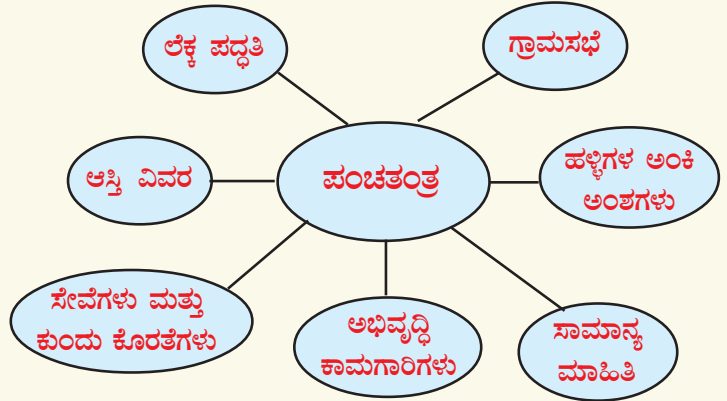 ಲೆಕ್ಕ ಪದ್ಧತಿ
ಗ್ರಾಮಸಭೆ
ಆಸ್ತಿ ವಿವರ
ಪಂಚತಂತ್ರ
ಹಳ್ಳಿಗಳ ಅಂಕಿ
ಅಂಶಗಳು
ಸೇವೆಗಳು ಮತ್ತು
ಕುಂದು ಕೊರತೆಗಳು
ಅಭಿವೃದ್ಧಿ
ಕಾಮಗಾರಿಗಳು
ಸಾಮಾನ್ಯ
ಮಾಹಿತಿ